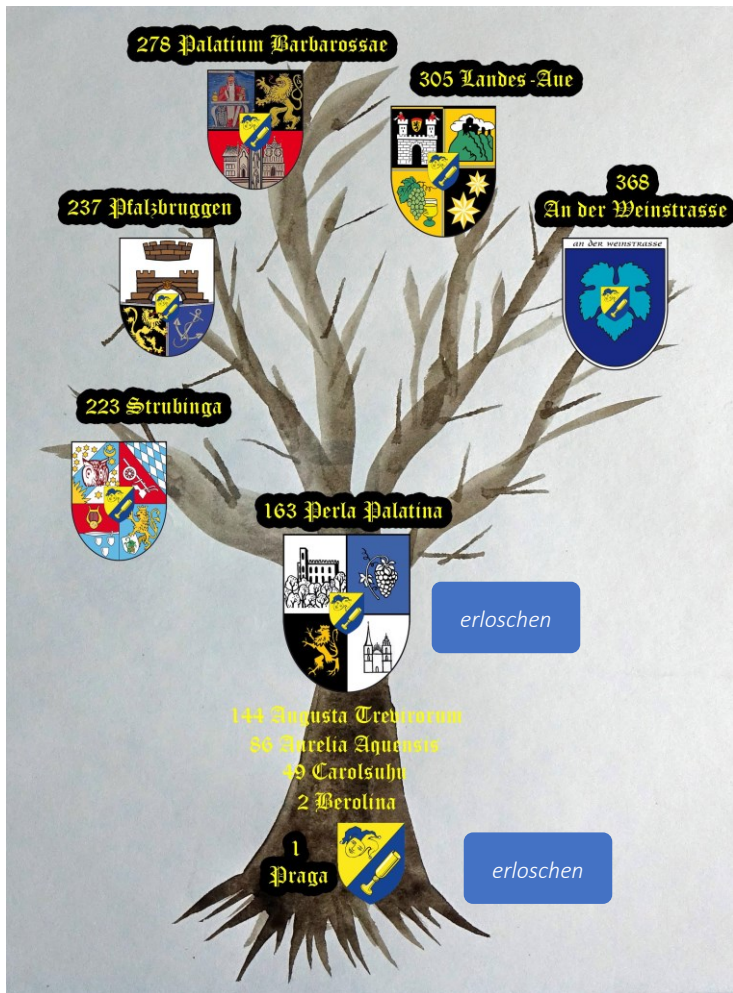 278 Palatium Barbarossae
305 Landes-Aue
368
An der Weinstrasse
an der weinstrasse
237 Pfalzbruggen
223 Strubinga
163 Perla Palatina
erloschen
144 Augusta Trevirorum
86 Aurelia Aquensis
49 Carolsuhu
2 Berolina
1
Praga
erloschen